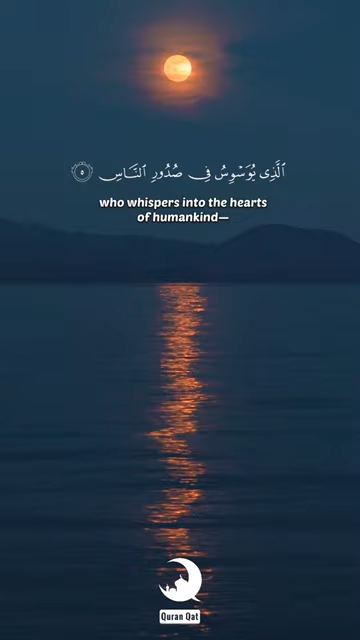 ٱلَّذِى يُوَسْوِسُ فِى صُدُورِ ٱلنَّاسِ ٥
who whispers into the hearts
of humankind—
Quran Qat